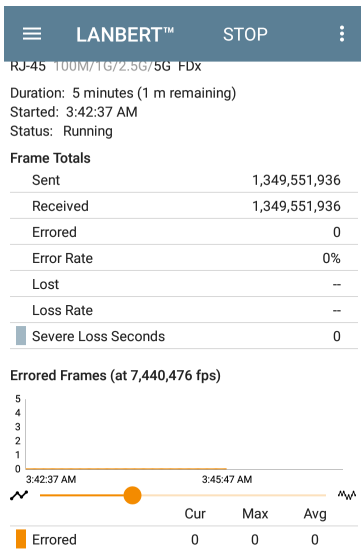 LANBERT™ STOP
RJ-45 100M/1G/2.5G/5G FDx
Duration: 5 minutes (1 m remaining)
Started: 3:42:37 AM
Status: Running
Frame Totals
Sent 1,349,551,936
Received 1,349,551,936
Errored 0
Error Rate 0%
Lost --
Loss Rate --
Severe Loss Seconds 0
Errored Frames (at 7,440,476 fps)
5
4
3
2
1
0
3:42:37 AM 3:45:47 AM
Cur Max Avg
Errored 0 0 0